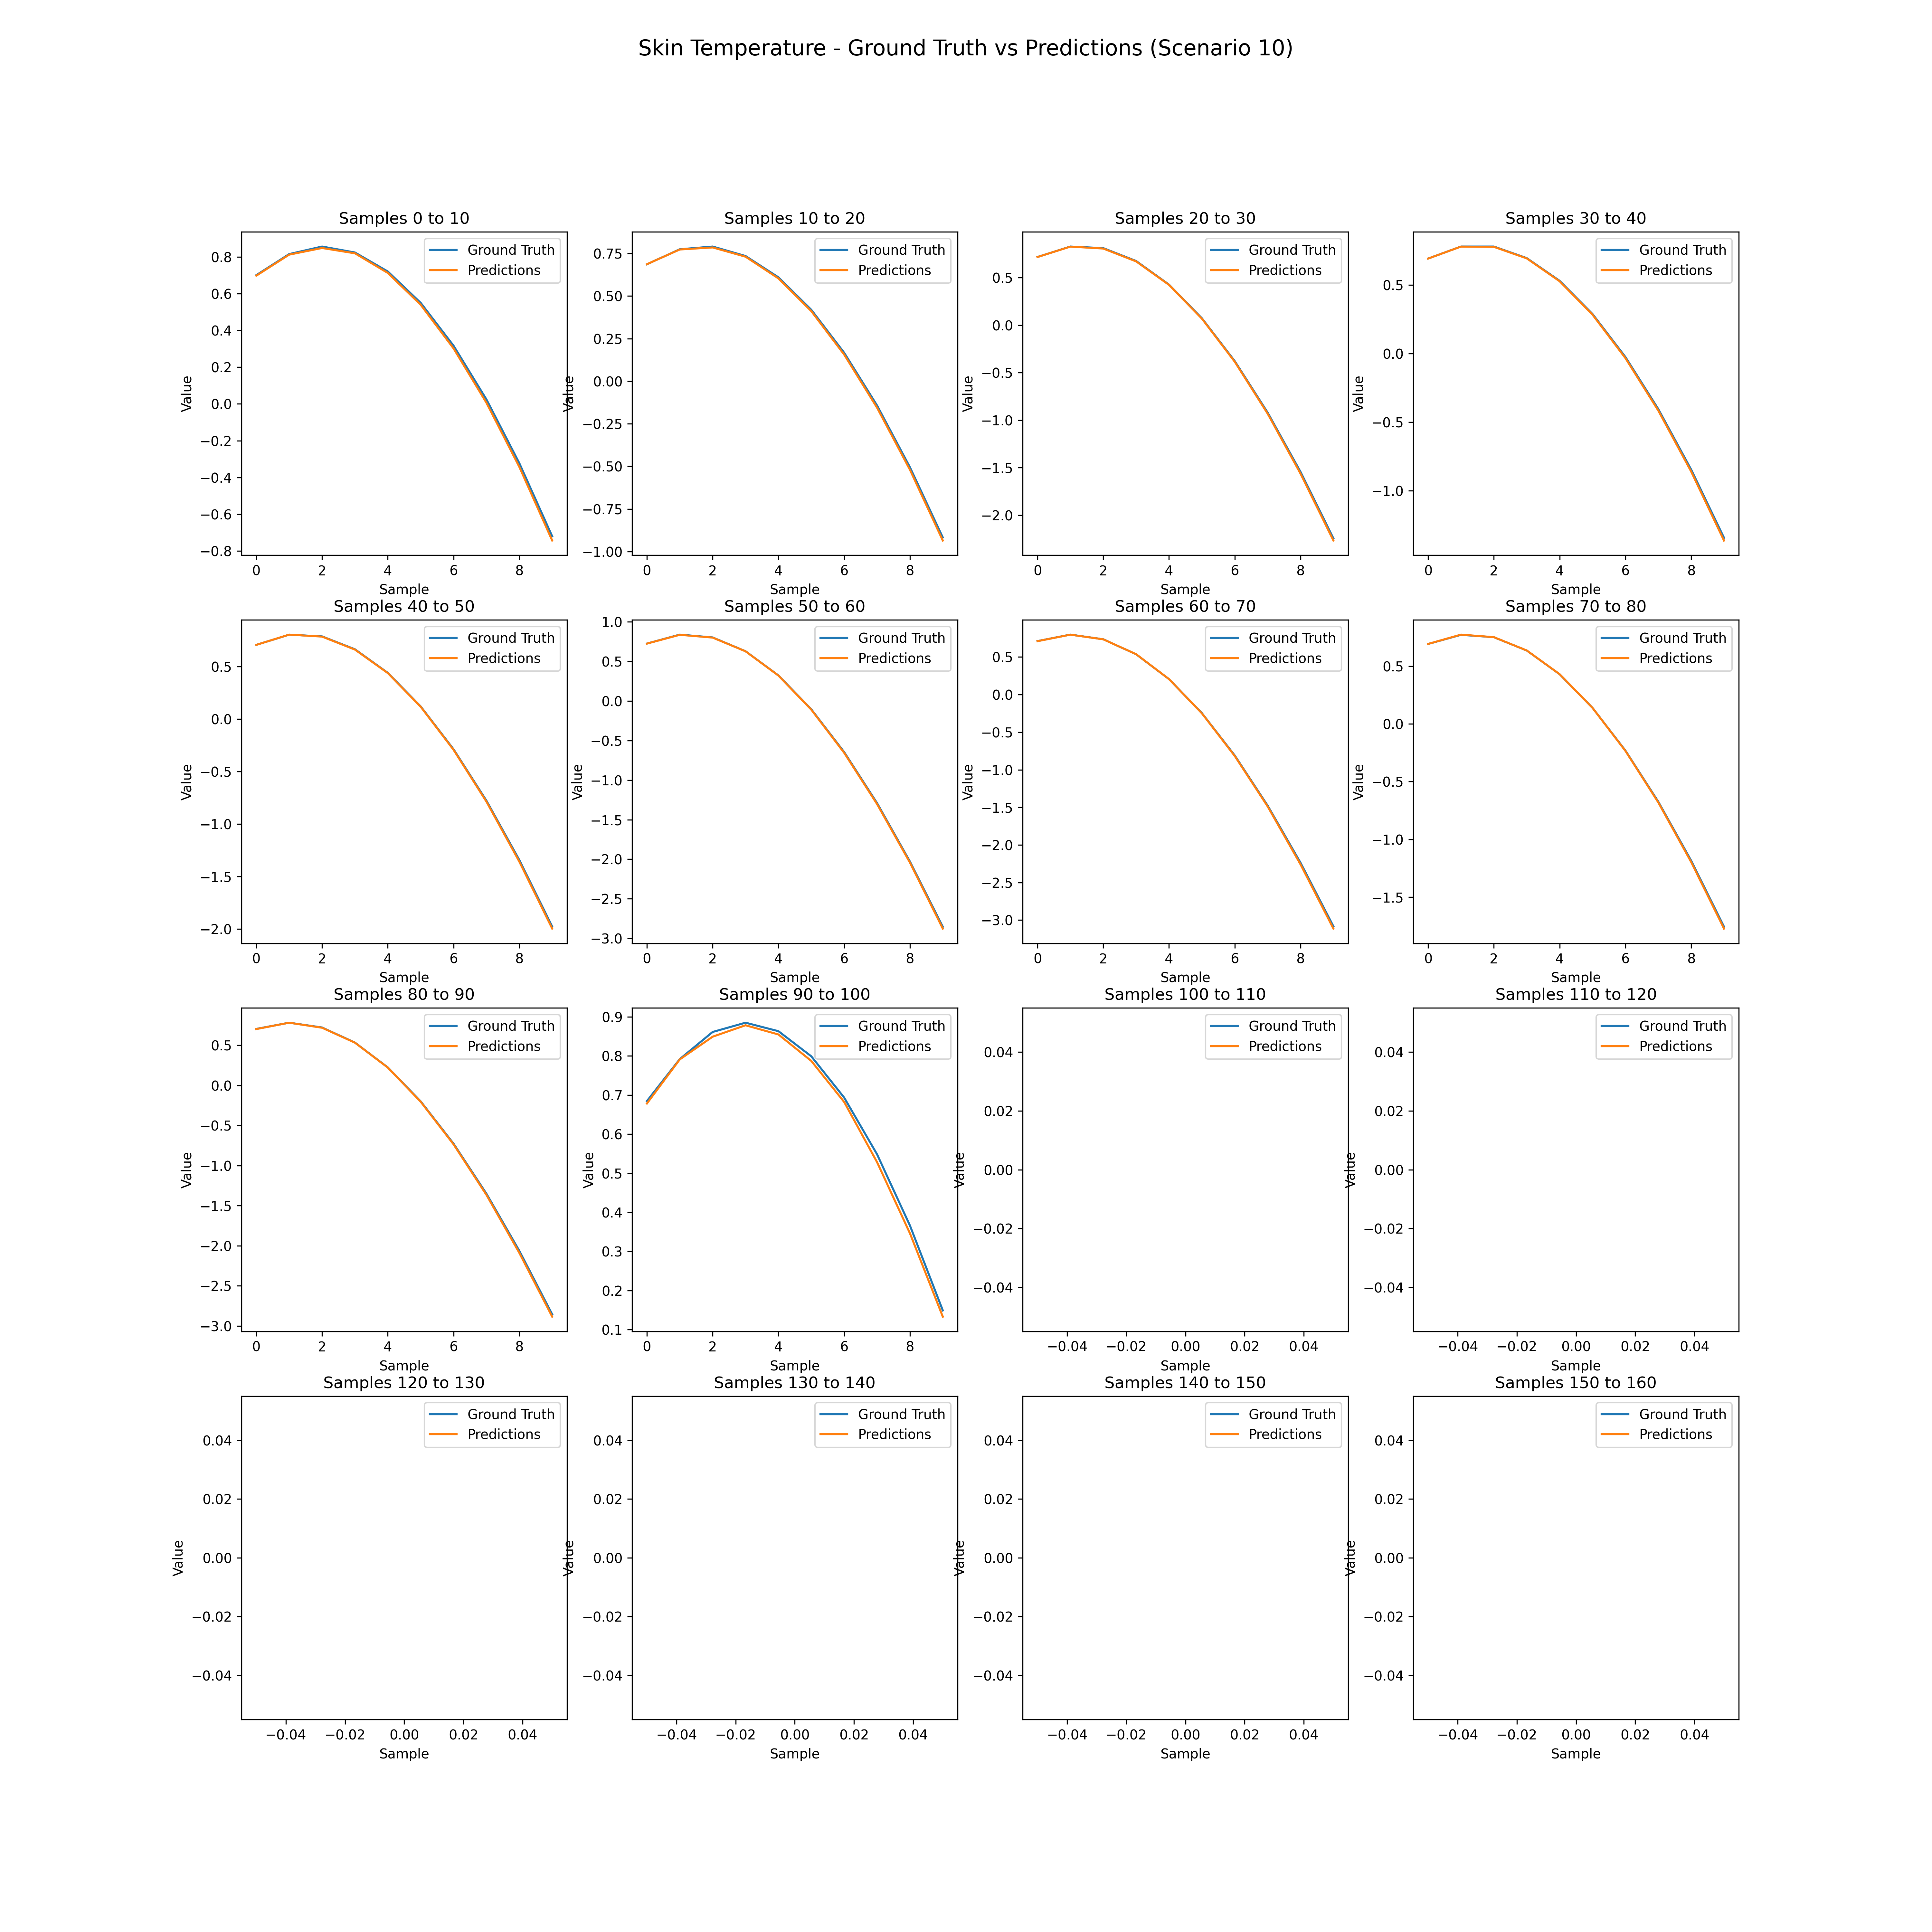 Skin Temperature - Ground Truth vs Predictions (Scenario 10)
Samples 0 to 10
Ground Truth
Predictions
Value
0.8
0.6
0.4
0.2
0.0
−0.2
−0.4
−0.6
−0.8
0 2 4 6 8
Sample
Samples 10 to 20
Ground Truth
Predictions
Value
0.75
0.50
0.25
0.00
−0.25
−0.50
−0.75
−1.00
0 2 4 6 8
Sample
Samples 20 to 30
Ground Truth
Predictions
Value
0.5
0.0
−0.5
−1.0
−1.5
−2.0
0 2 4 6 8
Sample
Samples 30 to 40
Ground Truth
Predictions
Value
0.5
0.0
−0.5
−1.0
0 2 4 6 8
Sample
Samples 40 to 50
Ground Truth
Predictions
Value
0.5
0.0
−0.5
−1.0
−1.5
−2.0
0 2 4 6 8
Sample
Samples 50 to 60
Ground Truth
Predictions
Value
1.0
0.5
0.0
−0.5
−1.0
−1.5
−2.0
−2.5
−3.0
0 2 4 6 8
Sample
Samples 60 to 70
Ground Truth
Predictions
Value
0.5
0.0
−0.5
−1.0
−1.5
−2.0
−2.5
−3.0
0 2 4 6 8
Sample
Samples 70 to 80
Ground Truth
Predictions
Value
0.5
0.0
−0.5
−1.0
−1.5
0 2 4 6 8
Sample
Samples 80 to 90
Ground Truth
Predictions
Value
0.5
0.0
−0.5
−1.0
−1.5
−2.0
−2.5
−3.0
0 2 4 6 8
Sample
Samples 90 to 100
Ground Truth
Predictions
Value
0.9
0.8
0.7
0.6
0.5
0.4
0.3
0.2
0.1
0 2 4 6 8
Sample
Samples 100 to 110
Ground Truth
Predictions
Value
0.04
0.02
0.00
−0.02
−0.04
−0.04 −0.02 0.00 0.02 0.04
Sample
Samples 110 to 120
Ground Truth
Predictions
Value
0.04
0.02
0.00
−0.02
−0.04
−0.04 −0.02 0.00 0.02 0.04
Sample
Samples 120 to 130
Ground Truth
Predictions
Value
0.04
0.02
0.00
−0.02
−0.04
−0.04 −0.02 0.00 0.02 0.04
Sample
Samples 130 to 140
Ground Truth
Predictions
Value
0.04
0.02
0.00
−0.02
−0.04
−0.04 −0.02 0.00 0.02 0.04
Sample
Samples 140 to 150
Ground Truth
Predictions
Value
0.04
0.02
0.00
−0.02
−0.04
−0.04 −0.02 0.00 0.02 0.04
Sample
Samples 150 to 160
Ground Truth
Predictions
Value
0.04
0.02
0.00
−0.02
−0.04
−0.04 −0.02 0.00 0.02 0.04
Sample